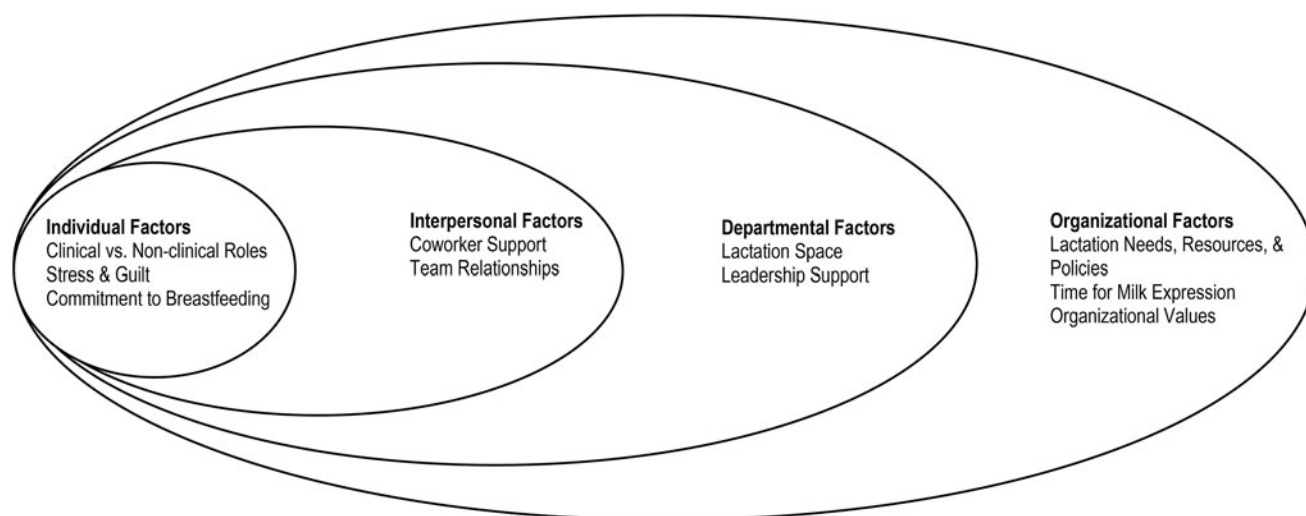 Individual Factors
Clinical vs. Non-clinical Roles
Stress & Guilt
Commitment to Breastfeeding
Interpersonal Factors
Coworker Support
Team Relationships
Departmental Factors
Lactation Space
Leadership Support
Organizational Factors
Lactation Needs, Resources, &
Policies
Time for Milk Expression
Organizational Values